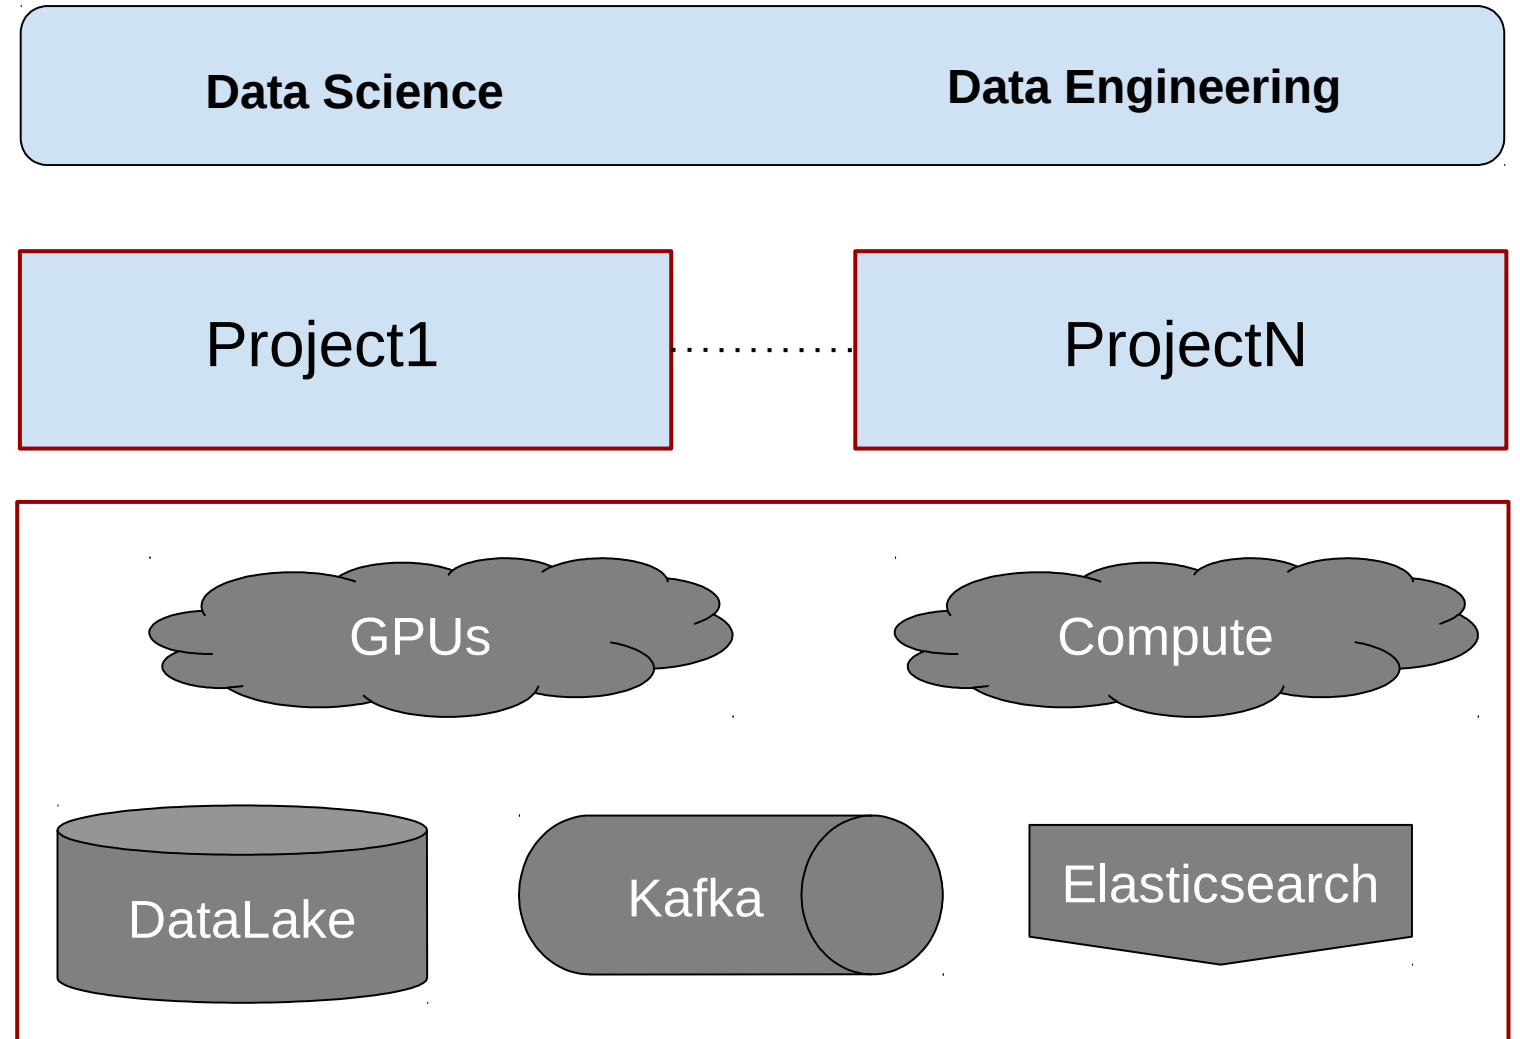 Data Science
Data Engineering
Project1
ProjectN
GPUs
Compute
DataLake
Kafka
Elasticsearch